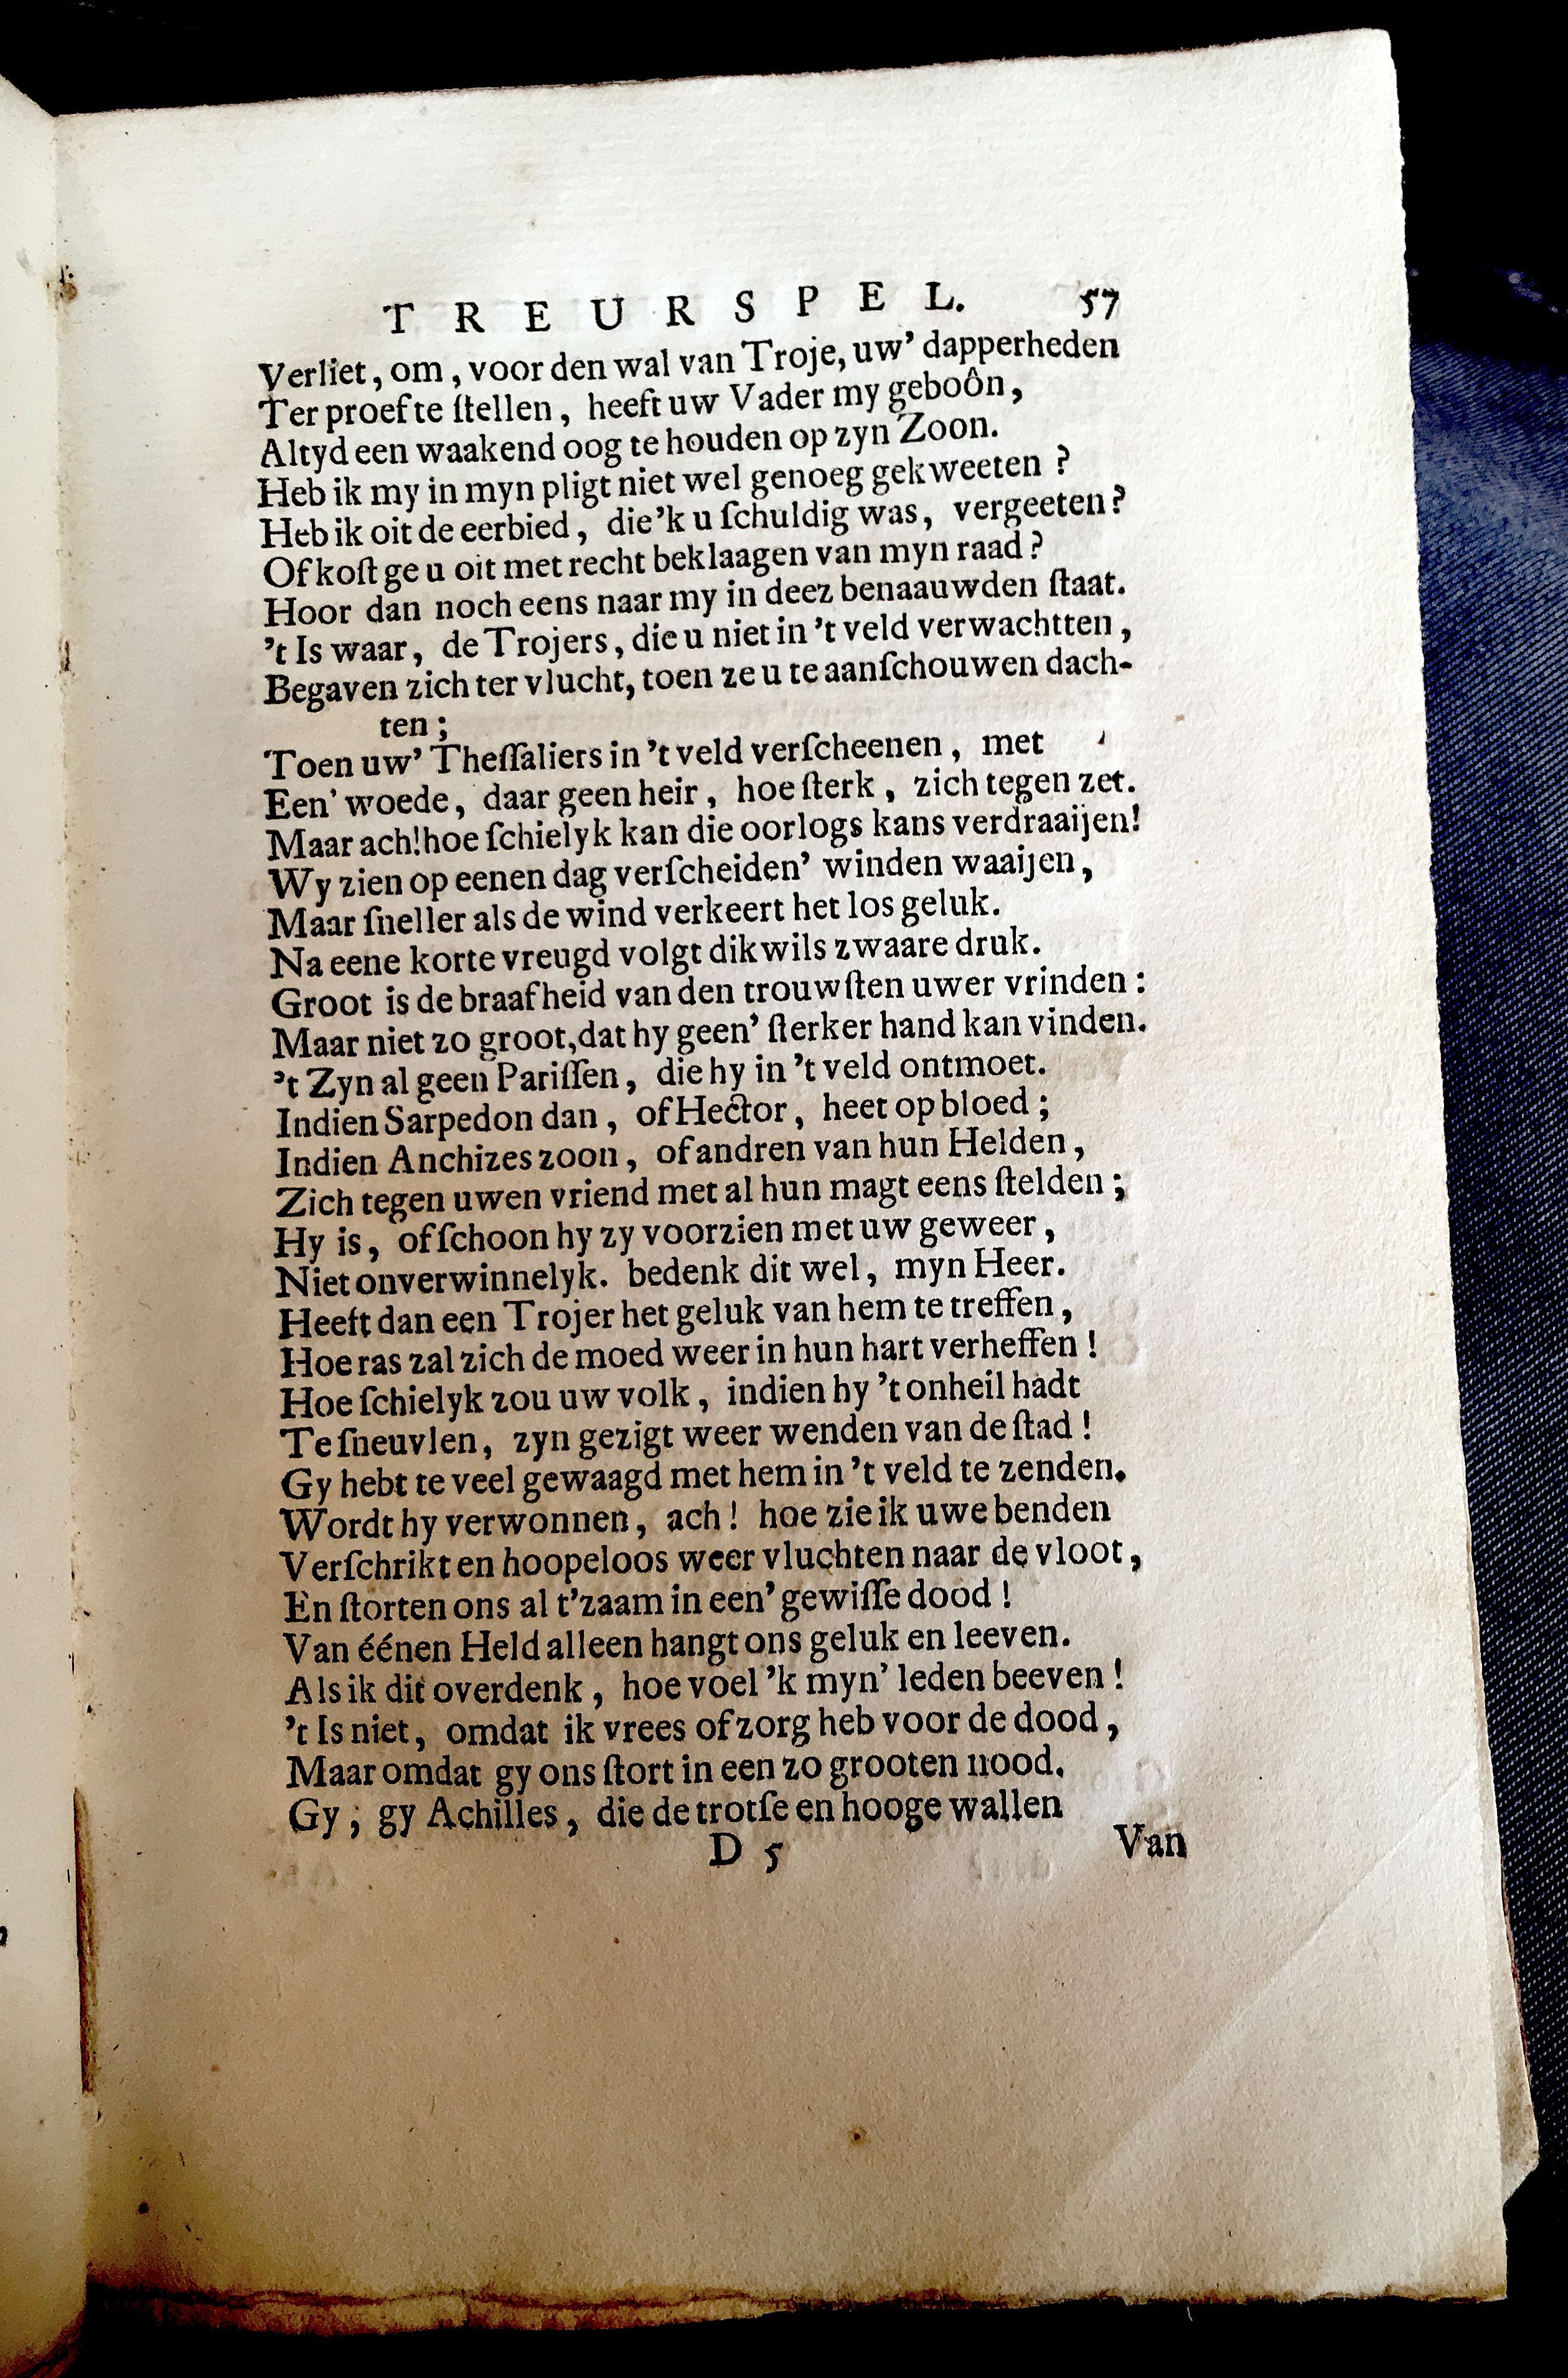 TREURSPEL. 57
Verliet, om, voor den wal van Troje, uw' dapperheden
Ter proef te ſtellen, heeft uw Vader my geboôn,
Altyd een waakend oog te houden op zyn Zoon.
Heb ik my in myn pligt niet wel genoeg gekweeten?
Heb ik oit de eerbied, die 'k u ſchuldig was, vergeeten?
Of koſt ge u oit met recht beklaagen van myn raad?
Hoor dan noch eens naar my in deez benaauwden ſtaat.
't Is waar, de Trojers, die u niet in 't veld verwachtten,
Begaven zich ter vlucht, toen ze u te aanſchouwen dach-
ten;
Toen uw' Theſſaliers in 't veld verſcheenen, met
Een' woede, daar geen heir, hoe ſterk, zich tegen zet.
Maar ach! hoe ſchielyk kan die oorlogs kans verdraaijen!
Wy zien op eenen dag verſcheiden' winden waaijen,
Maar ſneller als de wind verkeert het los geluk.
Na eene korte vreugd volgt dikwils zwaare druk.
Groot is de braafheid van den trouwſten uwer vrinden:
Maar niet zo groot, dat hy geen' ſterker hand kan vinden.
't Zyn al geen Pariſſen, die hy in 't veld ontmoet.
Indien Sarpedon dan, of Hector, heet op bloed;
Indien Anchizes zoon, of andren van hun Helden,
Zich tegen uwen vriend met al hun magt eens ſtelden;
Hy is, ofſchoon hy zy voorzien met uw geweer,
Niet onverwinnelyk. bedenk dit wel, myn Heer.
Heeft dan een Trojer het geluk van hem te treffen,
Hoe ras zal zich de moed weer in hun hart verheffen!
Hoe ſchielyk zou uw volk, indien hy 't onheil hadt
Te ſneuvlen, zyn gezigt weer wenden van de ſtad!
Gy hebt te veel gewaagd met hem in 't veld te zenden.
Wordt hy verwonnen, ach! hoe zie ik uwe benden
Verſchrikt en hoopeloos weer vluchten naar de vloot,
En ſtorten ons al t'zaam in een' gewiſſe dood!
Van éénen Held alleen hangt ons geluk en leeven.
Als ik dit overdenk, hoe voel 'k myn' leden beeven!
't Is niet, omdat ik vrees of zorg heb voor de dood,
Maar omdat gy ons ſtort in een zo grooten nood.
Gy, gy Achilles, die de trotſe en hooge wallen
D 5 Van